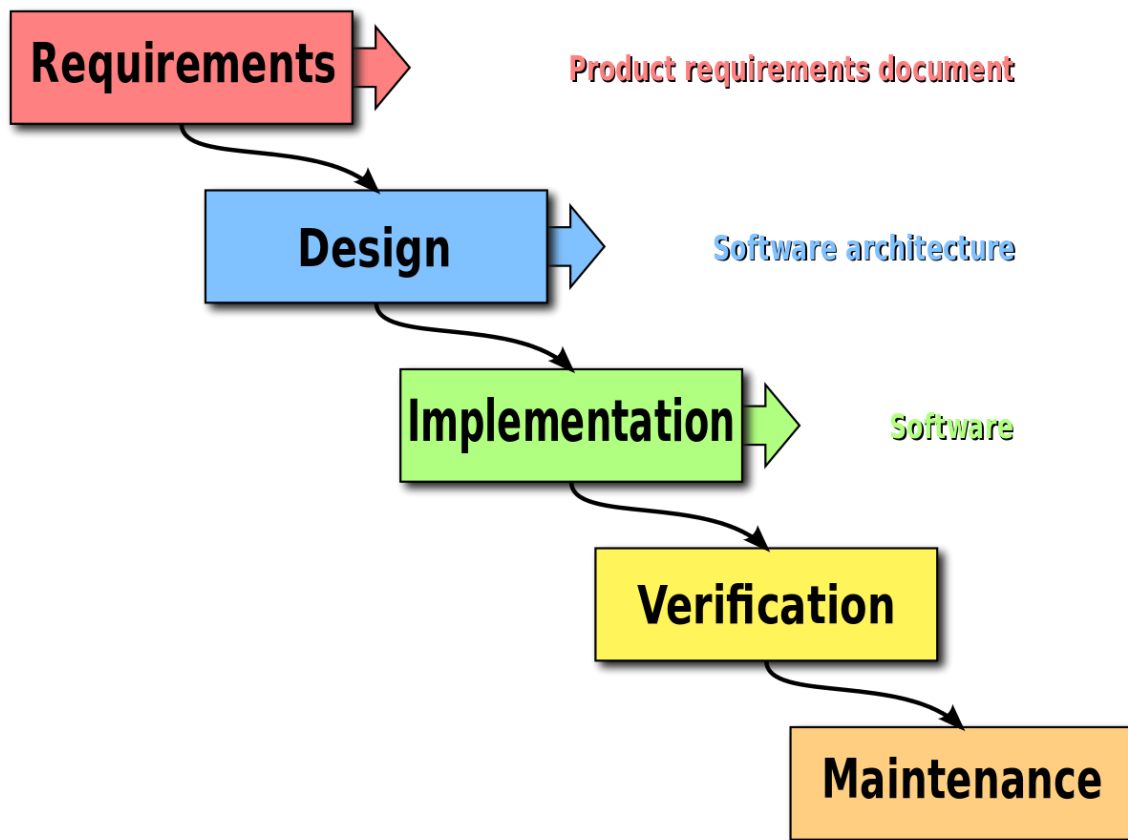 Requirements
Product requirements document
Design
Software architecture
Implementation
Software
Verification
Maintenance